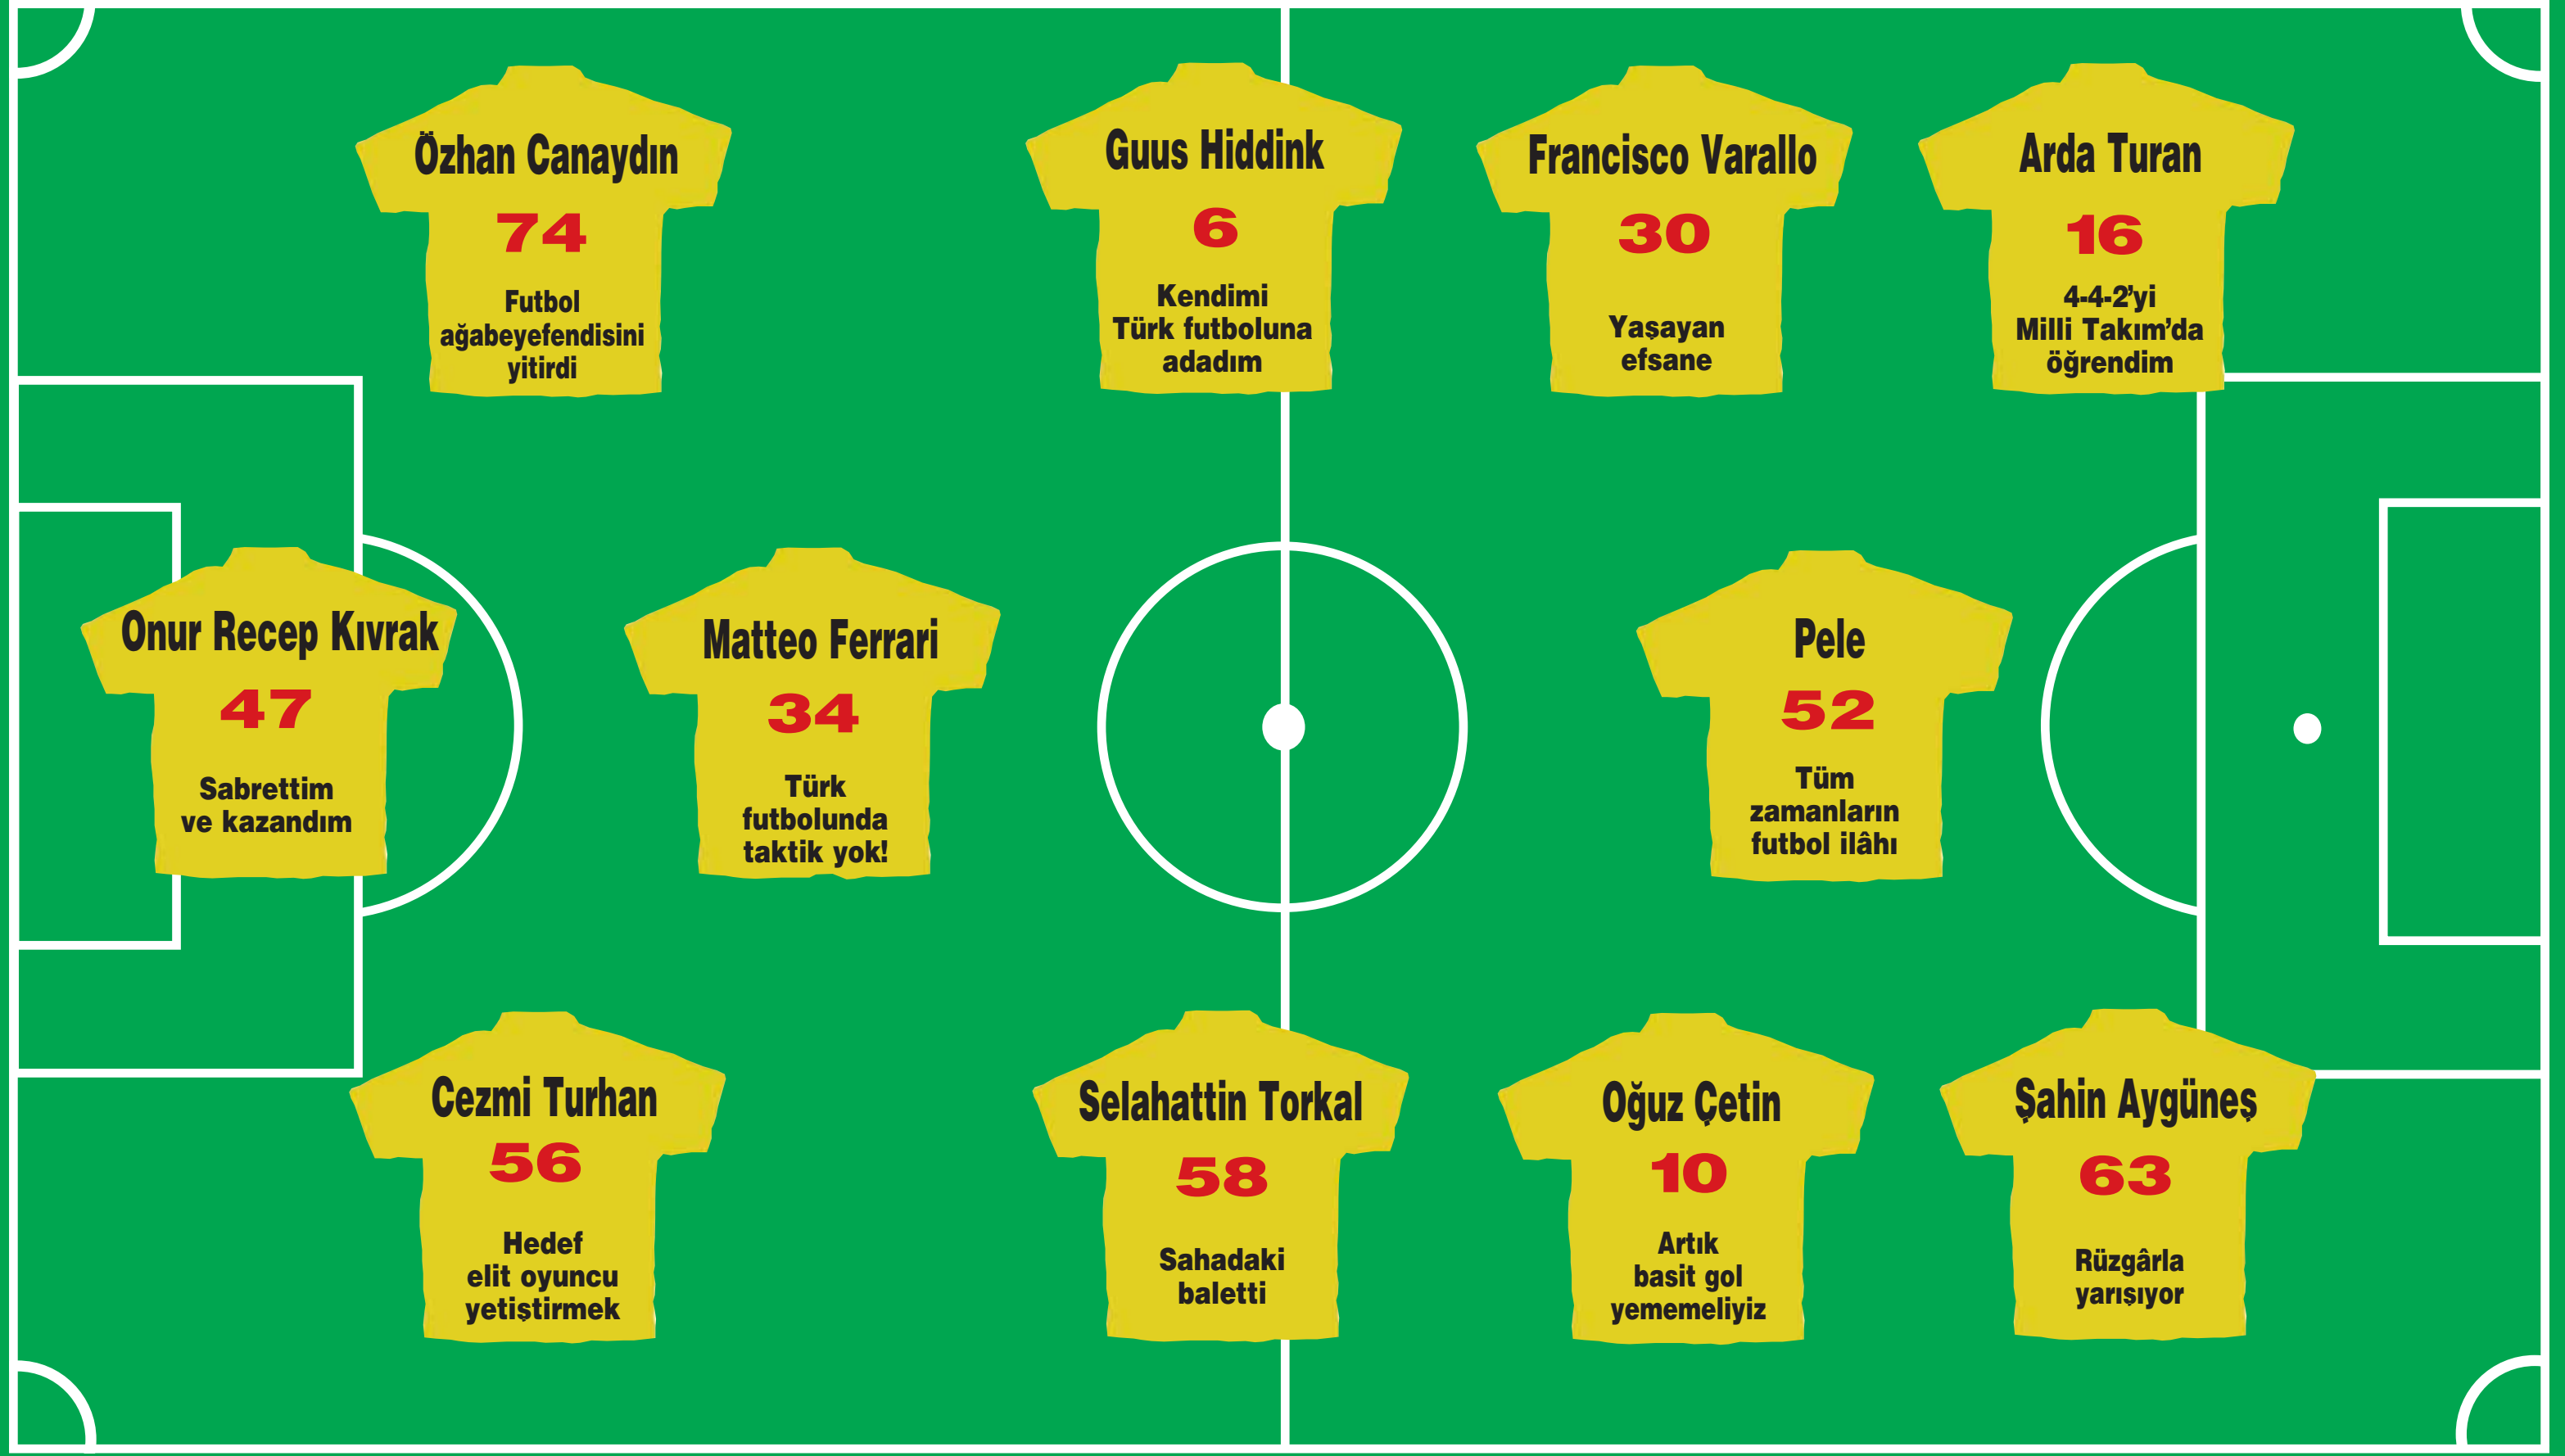 Özhan Canaydın
74
Futbol
ağabeyefendisini
yitirdi
Guus Hiddink
6
Kendimi
Türk futboluna
adadım
Francisco Varallo
30
Yaşayan
efsane
Arda Turan
16
4-4-2’yi
Milli Takım’da
öğrendim
Onur Recep Kıvrak
47
Sabrettim
ve kazandım
Matteo Ferrari
34
Türk
futbolunda
taktik yok!
Pele
52
Tüm
zamanların
futbol ilâhı
Cezmi Turhan
56
Hedef
elit oyuncu
yetiştirmek
Selahattin Torkal
58
Sahadaki
baletti
Oğuz Çetin
10
Artık
basit gol
yememeliyiz
Şahin Aygüneş
63
Rüzgârla
yarışıyor